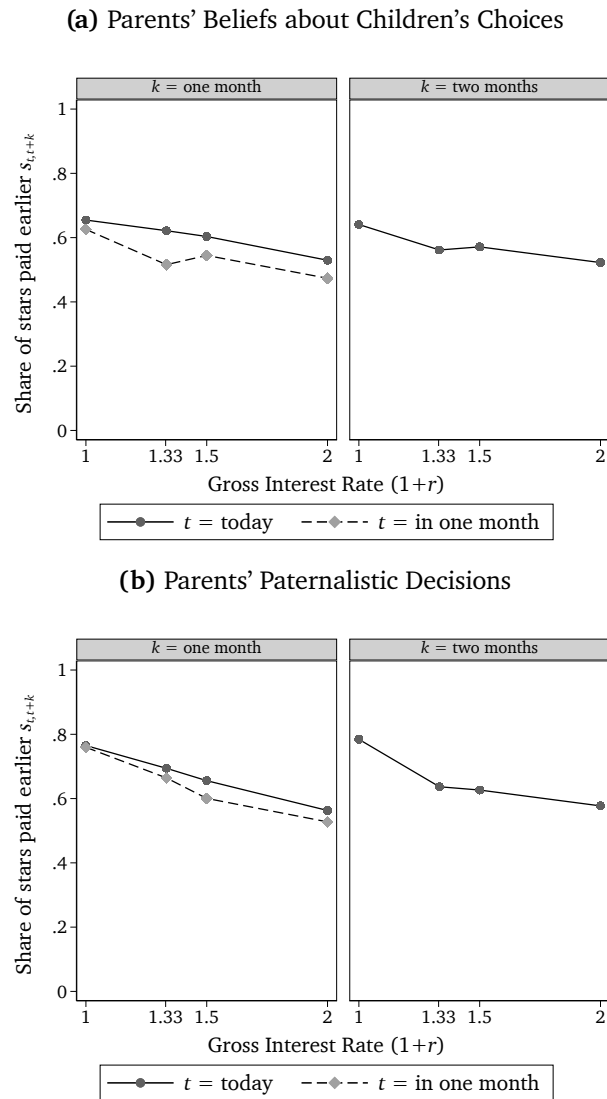 (a) Parents' Beliefs about Children's Choices
k = one month
k = two months
Share of stars paid earlier s_{t,t+k}
1
.8
.6
.4
.2
0
1 1.33 1.5 2
1 1.33 1.5 2
Gross Interest Rate (1+r)
t = today t = in one month
(b) Parents' Paternalistic Decisions
k = one month
k = two months
Share of stars paid earlier s_{t,t+k}
1
.8
.6
.4
.2
0
1 1.33 1.5 2
1 1.33 1.5 2
Gross Interest Rate (1+r)
t = today t = in one month